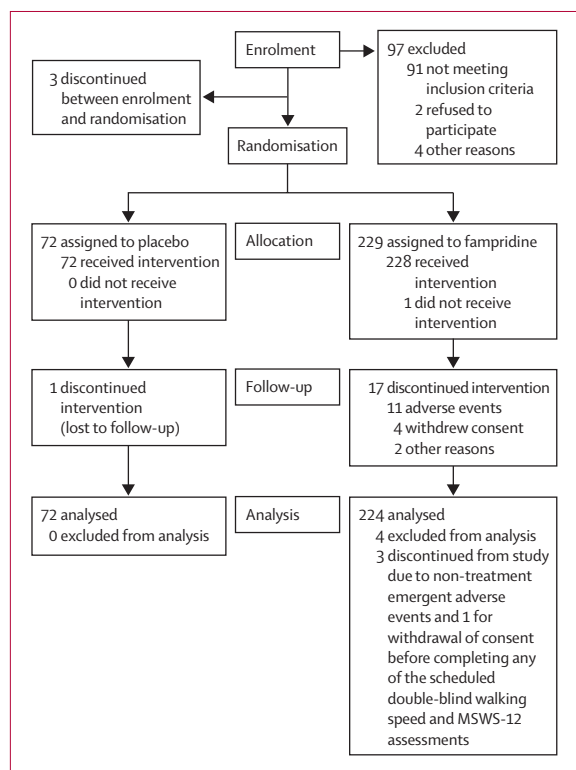 Enrolment
97 excluded
91 not meeting
inclusion criteria
2 refused to
participate
4 other reasons
3 discontinued
between enrolment
and randomisation
Randomisation
72 assigned to placebo
72 received intervention
0 did not receive
intervention
Allocation
229 assigned to fampridine
228 received
intervention
1 did not receive
intervention
1 discontinued
intervention
(lost to follow-up)
Follow-up
17 discontinued intervention
11 adverse events
4 withdrew consent
2 other reasons
72 analysed
0 excluded from analysis
Analysis
224 analysed
4 excluded from analysis
3 discontinued from study
due to non-treatment
emergent adverse
events and 1 for
withdrawal of consent
before completing any
of the scheduled
double-blind walking
speed and MSWS-12
assessments